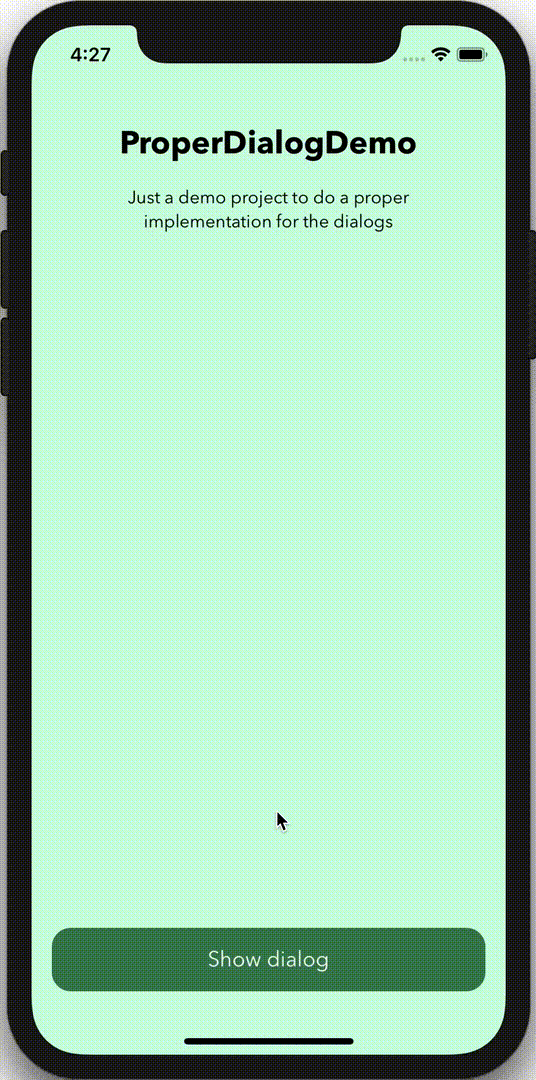 4:27
ProperDialogDemo
Just a demo project to do a proper
implementation for the dialogs
Show dialog